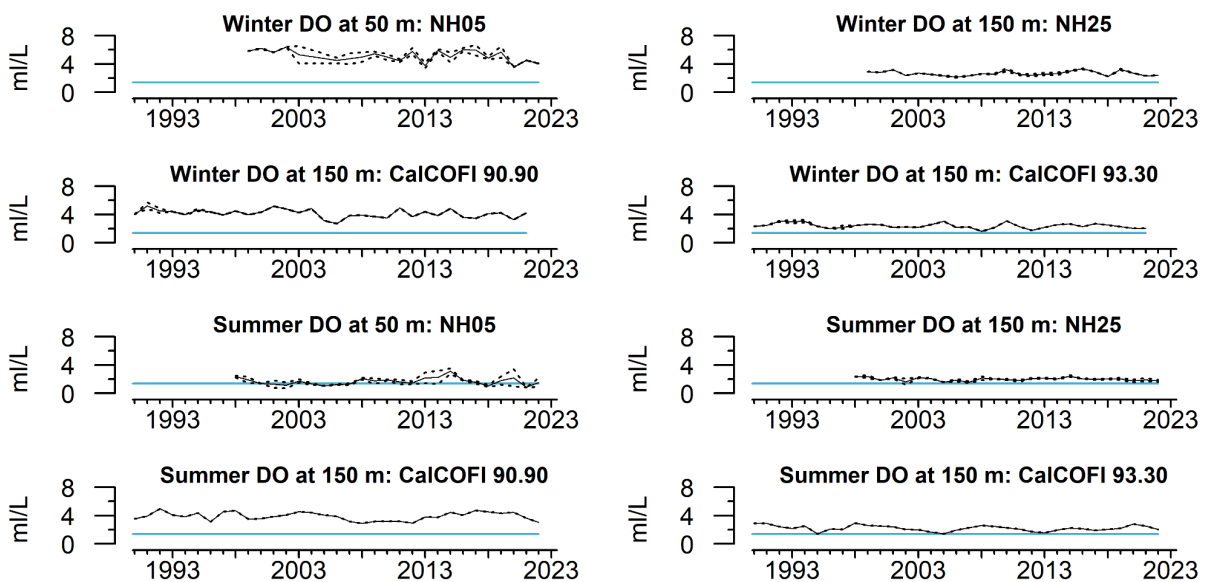 Winter DO at 50 m: NH05
ml/L
8
4
0
1993 2003 2013 2023
Winter DO at 150 m: NH25
ml/L
8
4
0
1993 2003 2013 2023
Winter DO at 150 m: CalCOFI 90.90
ml/L
8
4
0
1993 2003 2013 2023
Winter DO at 150 m: CalCOFI 93.30
ml/L
8
4
0
1993 2003 2013 2023
Summer DO at 50 m: NH05
ml/L
8
4
0
1993 2003 2013 2023
Summer DO at 150 m: NH25
ml/L
8
4
0
1993 2003 2013 2023
Summer DO at 150 m: CalCOFI 90.90
ml/L
8
4
0
1993 2003 2013 2023
Summer DO at 150 m: CalCOFI 93.30
ml/L
8
4
0
1993 2003 2013 2023